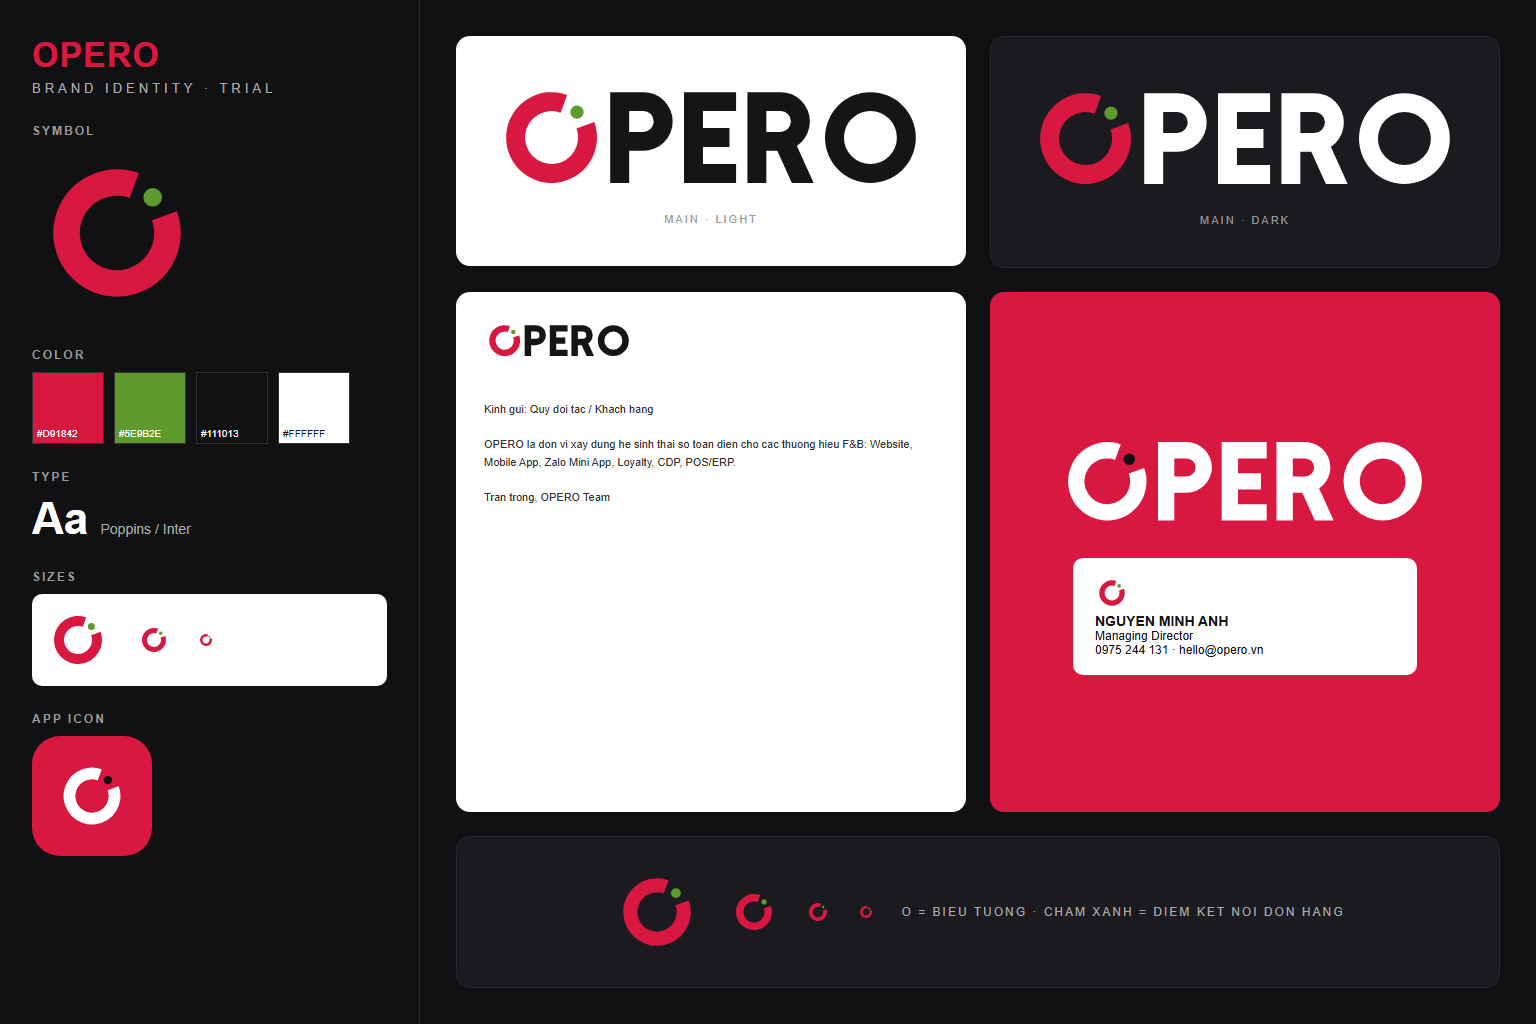 OPERO
BRAND IDENTITY · TRIAL
SYMBOL
COLOR
#D91842
#5E9B2E
#111013
#FFFFFF
TYPE
Aa Poppins / Inter
SIZES
APP ICON
OPERO
MAIN · LIGHT
OPERO
MAIN · DARK
OPERO
Kinh gui: Quy doi tac / Khach hang
OPERO la don vi xay dung he sinh thai so toan dien cho cac thuong hieu F&B: Website,
Mobile App, Zalo Mini App, Loyalty, CDP, POS/ERP.
Tran trong, OPERO Team
OPERO
NGUYEN MINH ANH
Managing Director
0975 244 131 · hello@opero.vn
O = BIEU TUONG · CHAM XANH = DIEM KET NOI DON HANG